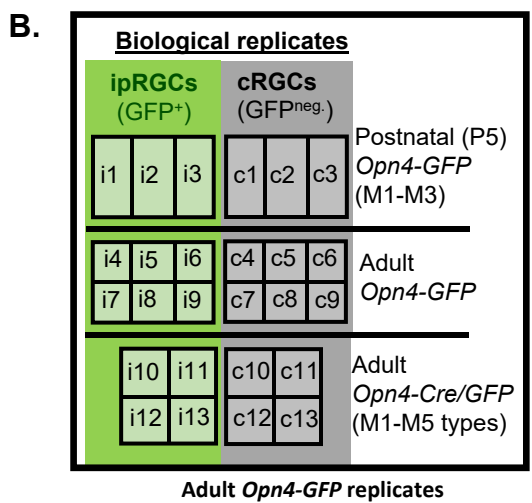 B.
Biological replicates
ipRGCs cRGCs
(GFP⁺) (GFPⁿᵉᵍ·)
i1 i2 i3 c1 c2 c3
Postnatal (P5)
Opn4-GFP
(M1-M3)
i4 i5 i6 c4 c5 c6
i7 i8 i9 c7 c8 c9
Adult
Opn4-GFP
i10 i11 c10 c11
i12 i13 c12 c13
Adult
Opn4-Cre/GFP
(M1-M5 types)
Adult Opn4-GFP replicates